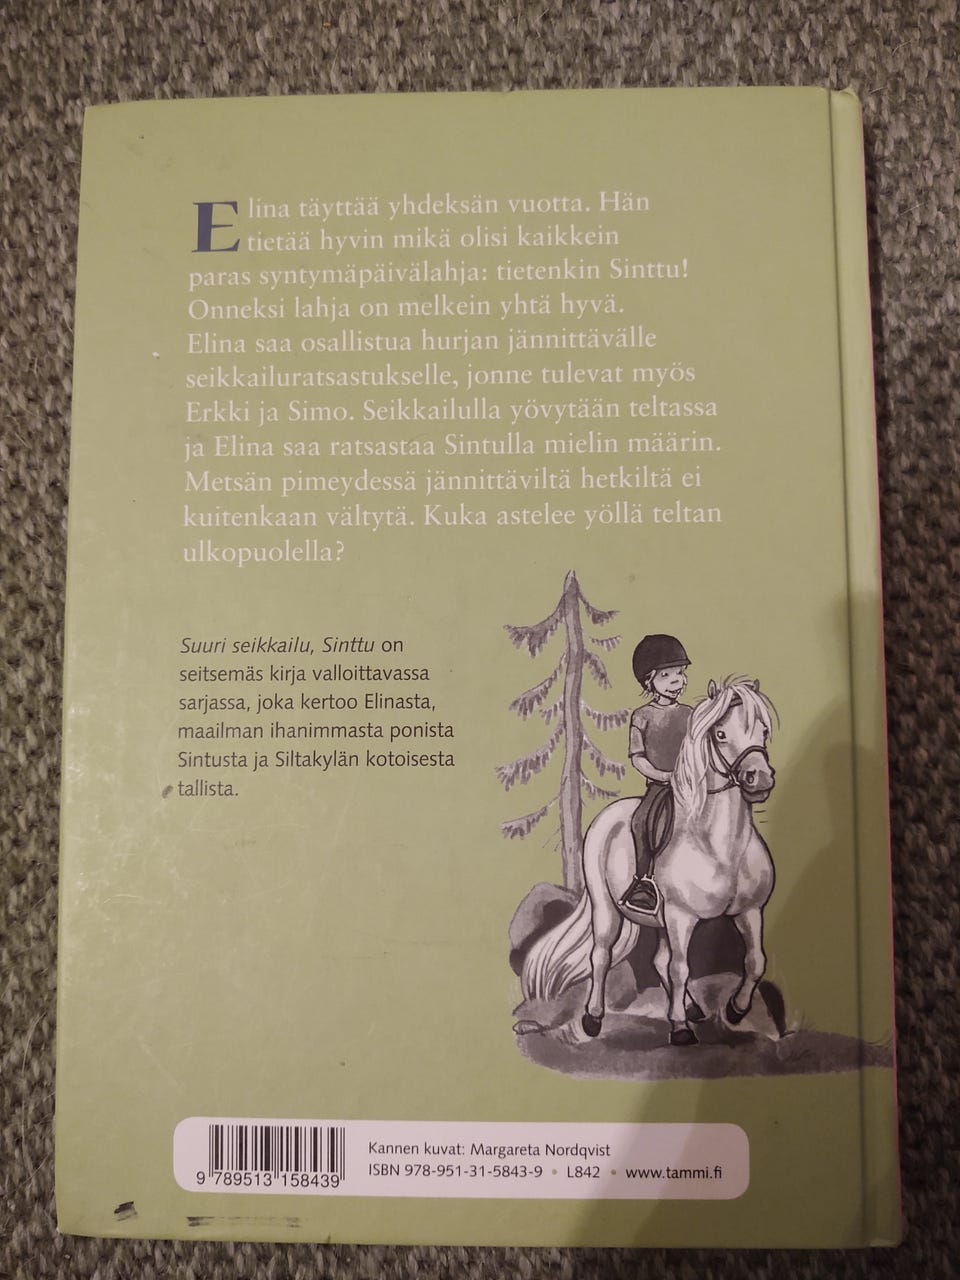 Elina täyttää yhdeksän vuotta. Hän
tietää hyvin mikä olisi kaikkein
paras syntymäpäivälahja: tietenkin Sinttu!
Onneksi lahja on melkein yhtä hyvä.
Elina saa osallistua hurjan jännittävälle
seikkailuratsastukselle, jonne tulevat myös
Erkki ja Simo. Seikkailulla yövytään teltassa
ja Elina saa ratsastaa Sintulla mielin määrin.
Metsän pimeydessä jännittäviltä hetkiltä ei
kuitenkaan vältytä. Kuka astelee yöllä teltan
ulkopuolella?
Suuri seikkailu, Sinttu on
seitsemäs kirja valloittavassa
sarjassa, joka kertoo Elinasta,
maailman ihanimmasta ponista
Sintusta ja Siltakylän kotoisesta
tallista.
9 789513 158439
Kannen kuvat: Margareta Nordqvist
ISBN 978-951-31-5843-9 • L842 • www.tammi.fi